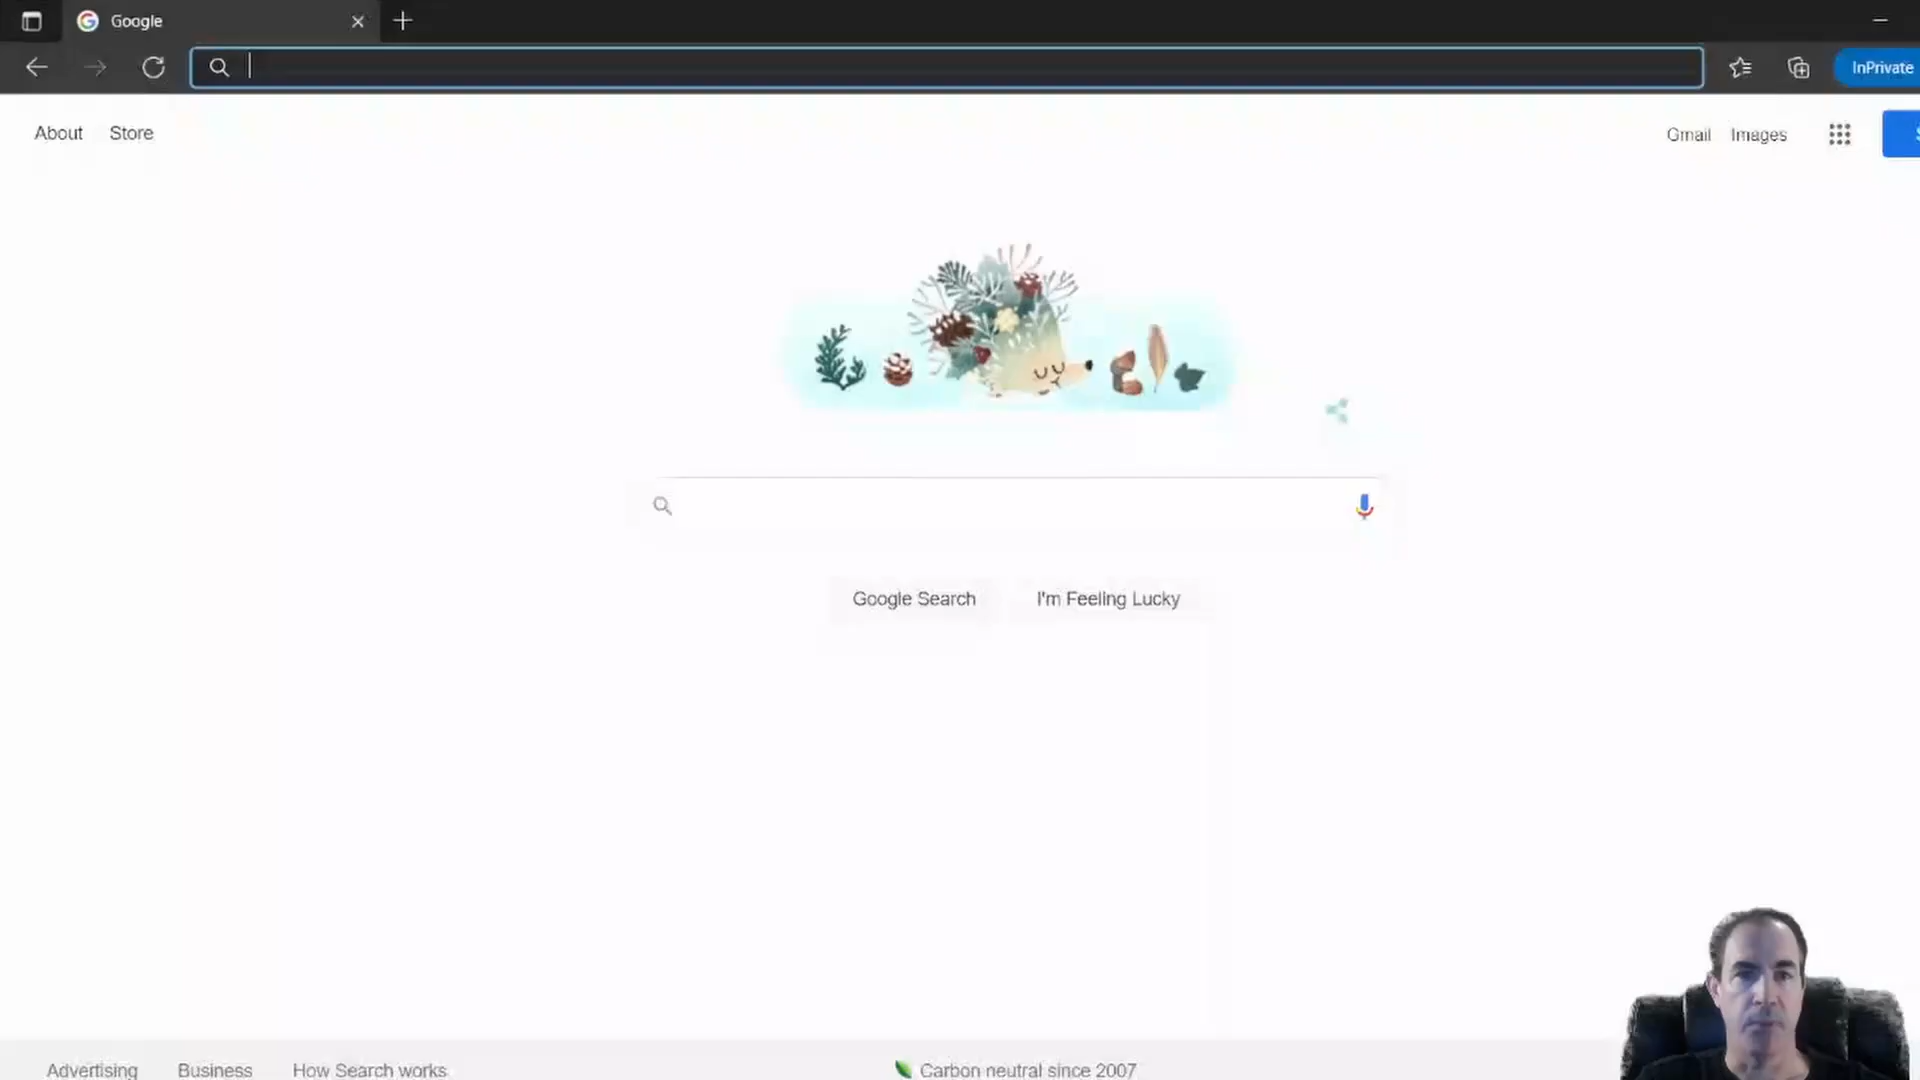 Google
InPrivate
About Store
Gmail Images
Google Search I'm Feeling Lucky
Advertising Business How Search works
Carbon neutral since 2007